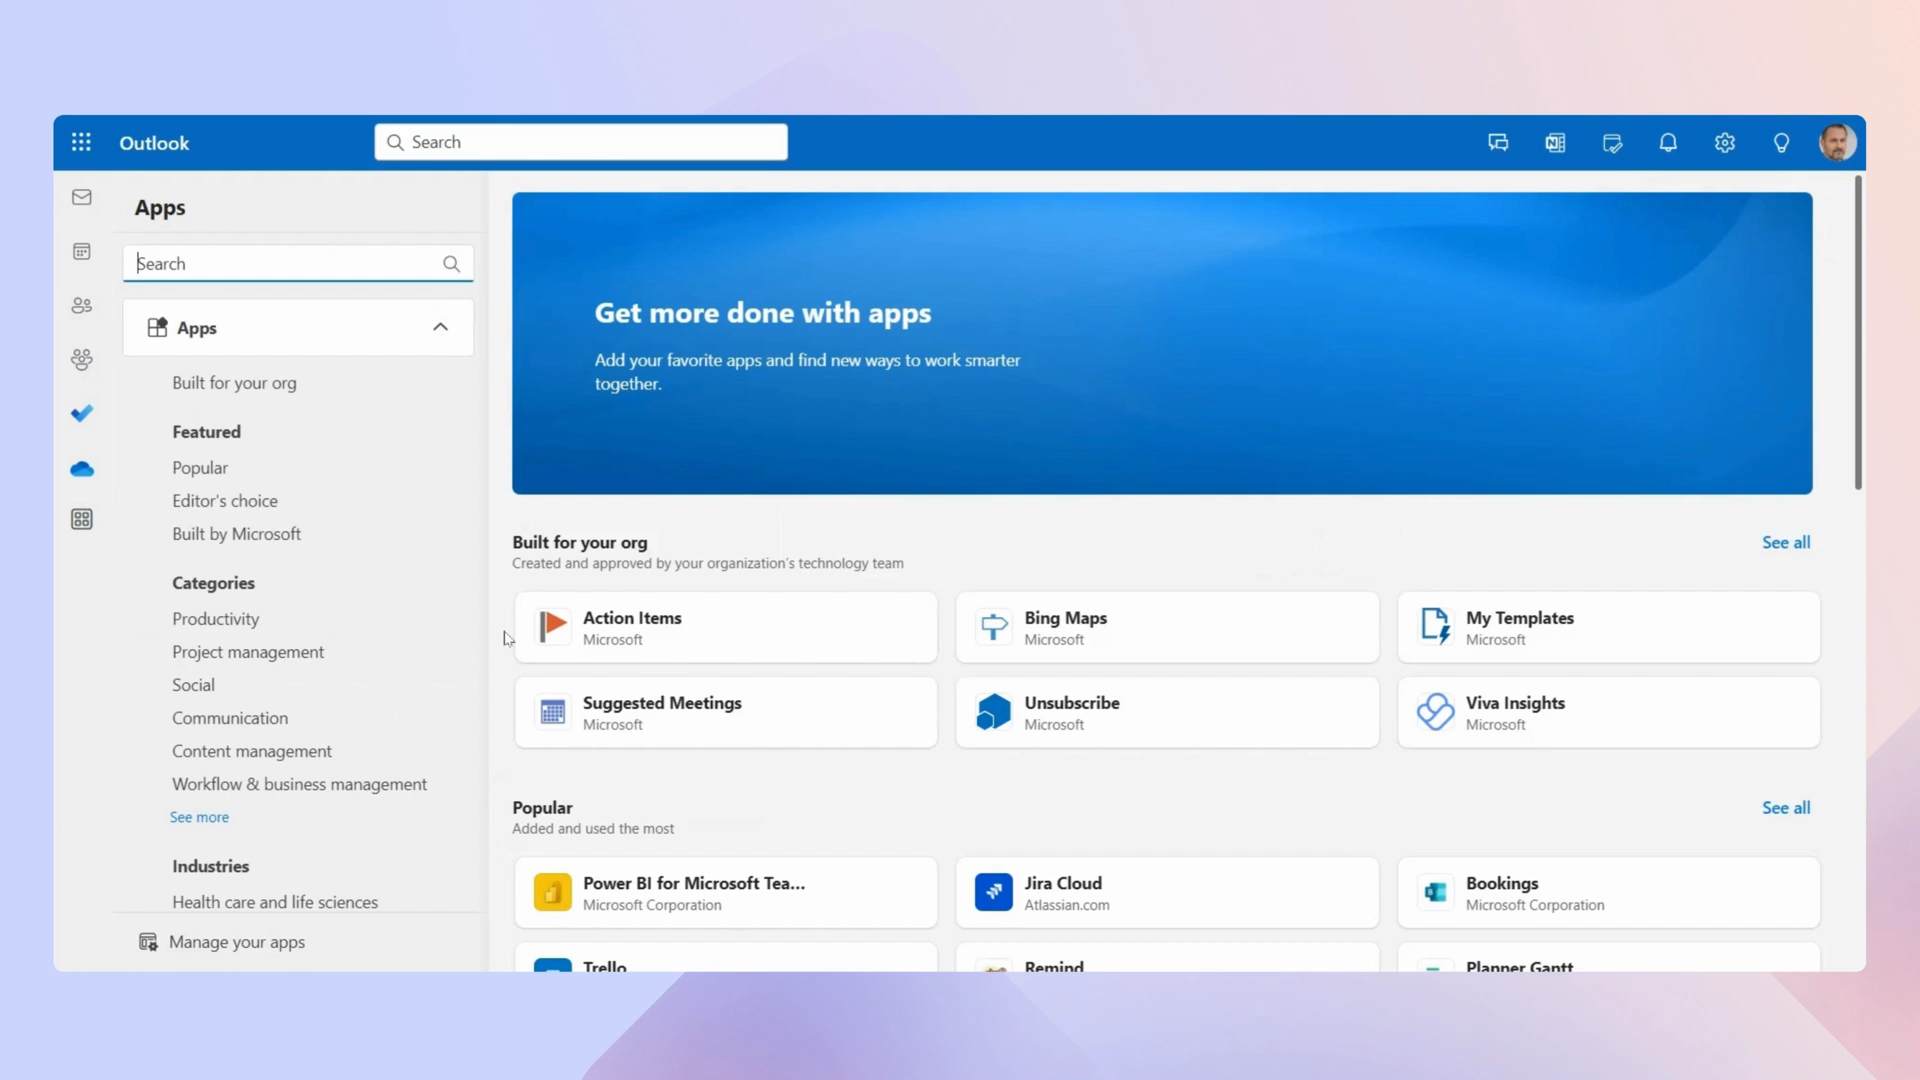 Outlook
Search
Apps
Search
Apps
Built for your org
Featured
Popular
Editor's choice
Built by Microsoft
Categories
Productivity
Project management
Social
Communication
Content management
Workflow & business management
See more
Industries
Health care and life sciences
Manage your apps
Get more done with apps
Add your favorite apps and find new ways to work smarter
together.
Built for your org
See all
Created and approved by your organization's technology team
Action Items
Microsoft
Bing Maps
Microsoft
My Templates
Microsoft
Suggested Meetings
Microsoft
Unsubscribe
Microsoft
Viva Insights
Microsoft
Popular
See all
Added and used the most
Power BI for Microsoft Tea...
Microsoft Corporation
Jira Cloud
Atlassian.com
Bookings
Microsoft Corporation
Trello
Remind
Planner Gantt